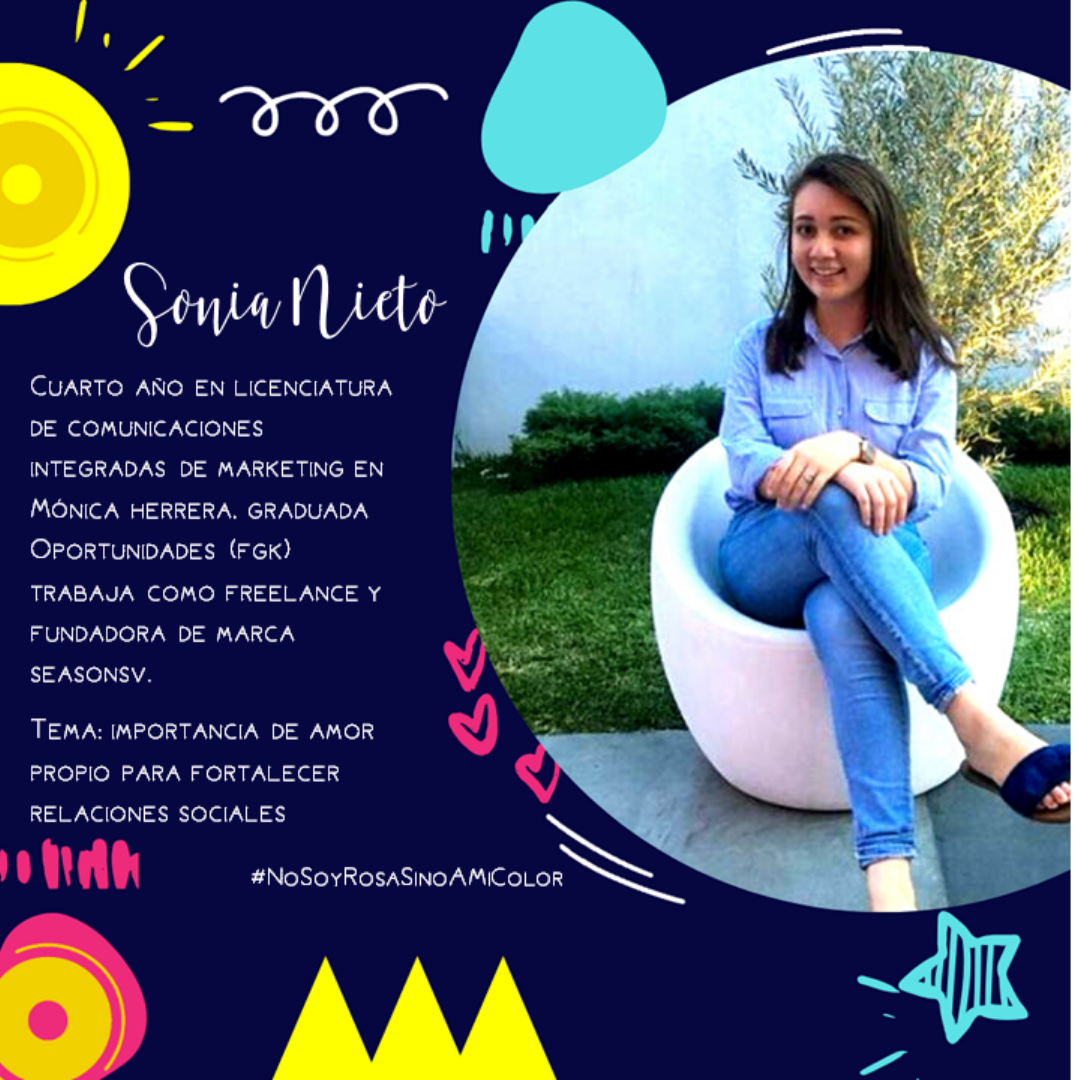 Sonia Nieto
Cuarto año en licenciatura
de comunicaciones
integradas de marketing en
Mónica herrera. graduada
Oportunidades (fgk)
trabaja como freelance y
fundadora de marca
seasonsv.
Tema: importancia de amor
propio para fortalecer
relaciones sociales
#NoSoyRosaSinoAMiColor